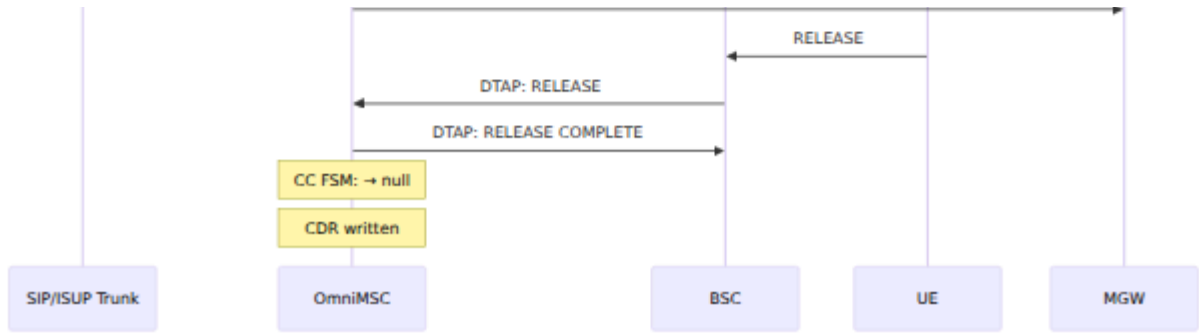 RELEASE
DTAP: RELEASE
DTAP: RELEASE COMPLETE
CC FSM: → null
CDR written
SIP/ISUP Trunk
OmniMSC
BSC
UE
MGW